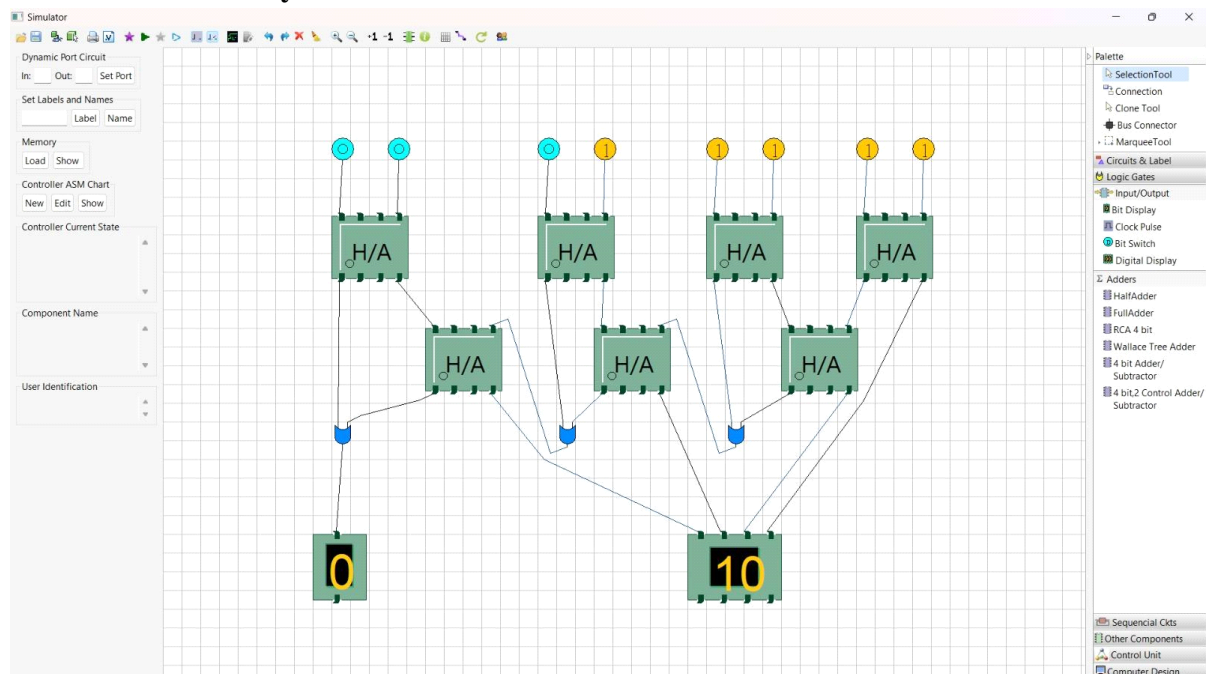 Simulator
+1 -1
Dynamic Port Circuit
In: Out: Set Port
Set Labels and Names
Label Name
Memory
Load Show
Controller ASM Chart
New Edit Show
Controller Current State
Component Name
User Identification
0 0 0 1 1 1 1 1
H/A H/A H/A H/A
H/A H/A H/A
0 10
Palette
SelectionTool
Connection
Clone Tool
Bus Connector
MarqueeTool
Circuits & Label
Logic Gates
Input/Output
Bit Display
Clock Pulse
Bit Switch
Digital Display
Σ Adders
HalfAdder
FullAdder
RCA 4 bit
Wallace Tree Adder
4 bit Adder/
Subtractor
4 bit,2 Control Adder/
Subtractor
Sequencial Ckts
Other Components
Control Unit
Computer Design